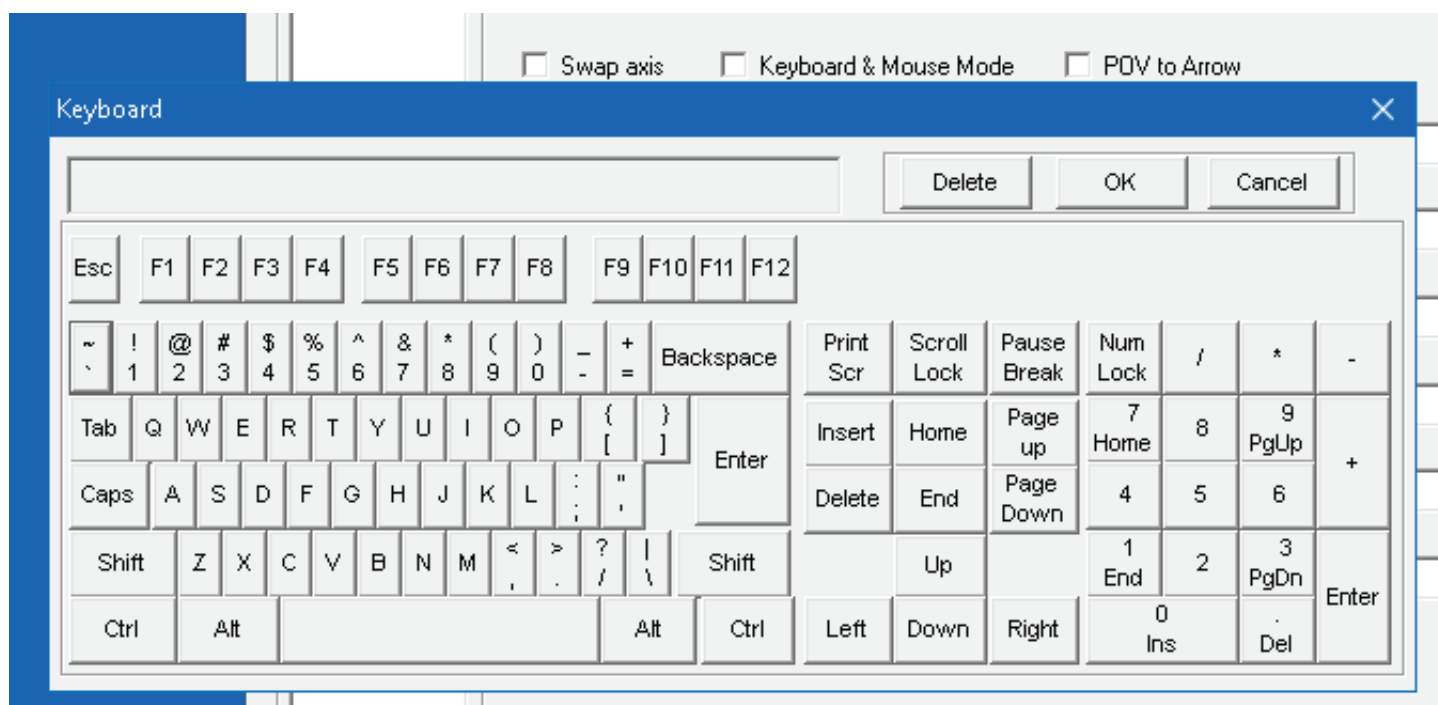 Swap axis Keyboard & Mouse Mode POV to Arrow
Keyboard
Delete OK Cancel
Esc F1 F2 F3 F4 F5 F6 F7 F8 F9 F10 F11 F12
~ ! @ # $ % ^ & * ( ) _ + Backspace Print Scroll Pause Num / * -
` 1 2 3 4 5 6 7 8 9 0 - = Scr Lock Break Lock
Tab Q W E R T Y U I O P { } Enter Insert Home Page 7 8 9 +
[ ] up Home PgUp
Caps A S D F G H J K L : " Delete End Page 4 5 6
; ' Down
Shift Z X C V B N M < > ? | Shift Up 1 2 3 Enter
, . / \ End PgDn
Ctrl Alt Alt Ctrl Left Down Right 0 .
Ins Del